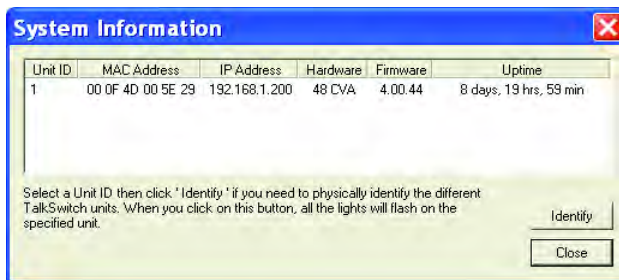 System Information
Unit ID MAC Address IP Address Hardware Firmware Uptime
1 00 0F 4D 00 5E 29 192.168.1.200 48 CVA 4.00.44 8 days, 19 hrs, 59 min
Select a Unit ID then click ' Identify ' if you need to physically identify the different
TalkSwitch units. When you click on this button, all the lights will flash on the
specified unit.
Identify
Close